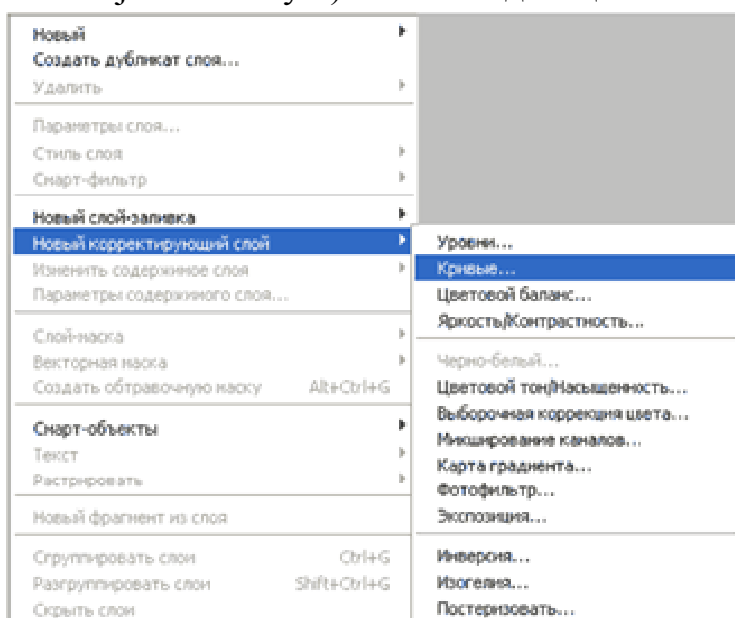 Новый
Создать дубликат слоя...
Удалить
Параметры слоя...
Стиль слоя
Смарт-фильтр
Новый слой-заливка
Новый корректирующий слой
Изменить содержимое слоя
Параметры содержимого слоя...
Слой-маска
Векторная маска
Создать обтравочную маску Alt+Ctrl+G
Смарт-объекты
Текст
Растрировать
Новый фрагмент из слоя
Сгруппировать слои Ctrl+G
Разгруппировать слои Shift+Ctrl+G
Скрыть слои
Уровни...
Кривые...
Цветовой баланс...
Яркость/Контрастность...
Черно-белый...
Цветовой тон/Насыщенность...
Выборочная коррекция цвета...
Микширование каналов...
Карта градиента...
Фотофильтр...
Экспозиция...
Инверсия...
Изогелия...
Постеризовать...